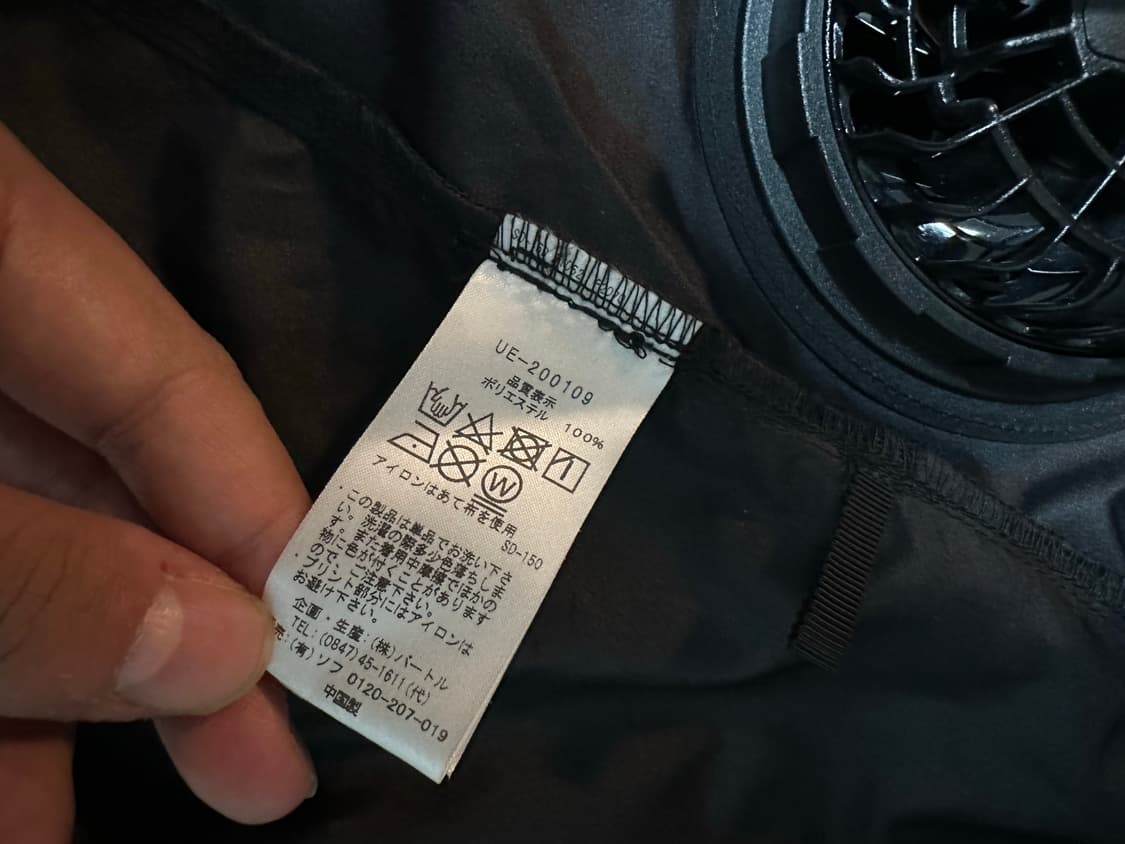 UE-200109
品質表示
ポリエステル 100%
アイロンはあて布を使用
SD-150
・この製品は単品でお洗い下さ
い。洗濯の際多少色落ちしま
す。また着用中摩擦でほかの
物に色が付くことがあります
のでご注意下さい。
・プリント部分にはアイロンは
お避け下さい。
企画・生産:(株)バートル
TEL:(0847)45-1611(代)
売:(有)ソフ 0120-207-019
中国製